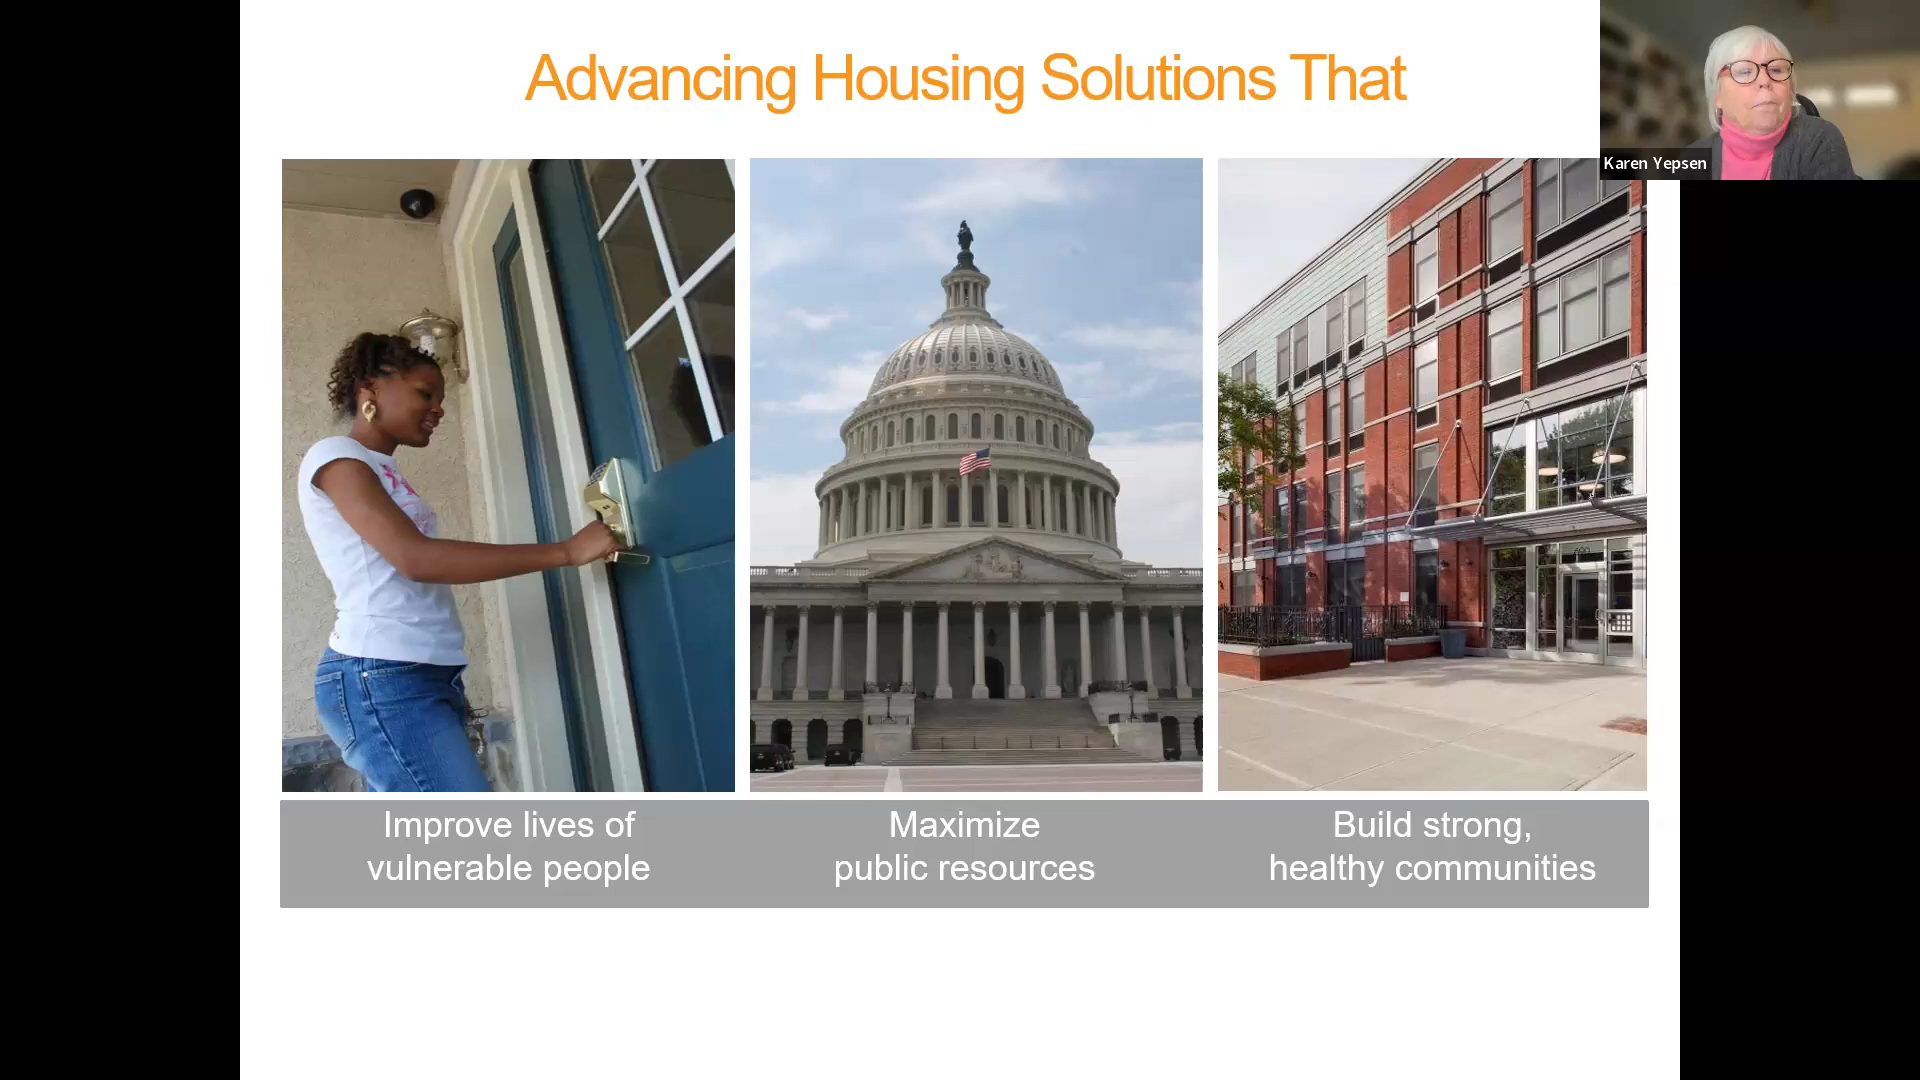 Advancing Housing Solutions That
Karen Yepsen
Improve lives of
vulnerable people
Maximize
public resources
Build strong,
healthy communities